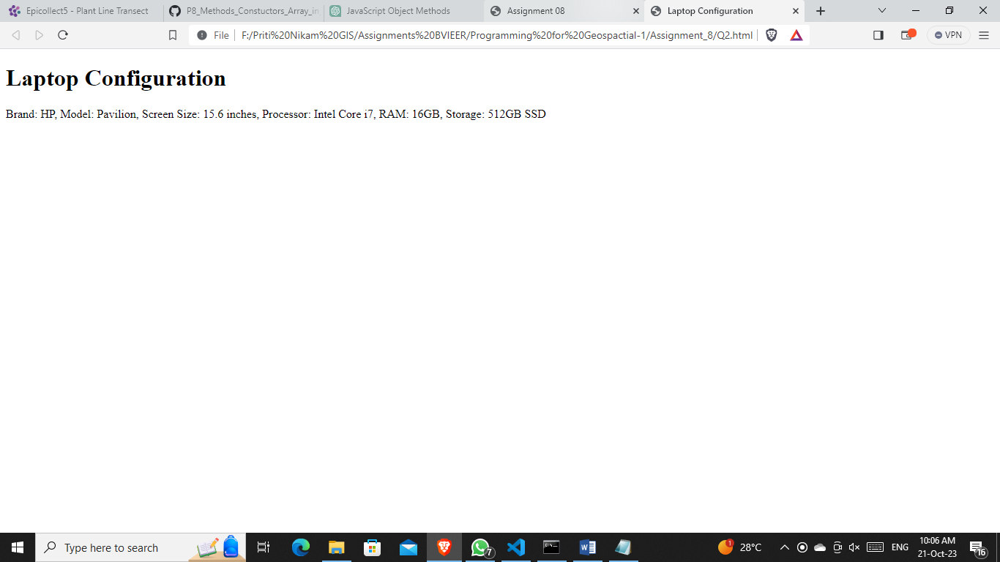 Epicollect5 - Plant Line Transect
P8_Methods_Constuctors_Array_in
JavaScript Object Methods
Assignment 08
Laptop Configuration
File
F:/Priti%20Nikam%20GIS/Assignments%20BVIEER/Programming%20for%20Geospactial-1/Assignment_8/Q2.html
VPN
Laptop Configuration
Brand: HP, Model: Pavilion, Screen Size: 15.6 inches, Processor: Intel Core i7, RAM: 16GB, Storage: 512GB SSD
Type here to search
7
1
28°C
ENG
10:06 AM
21-Oct-23
16